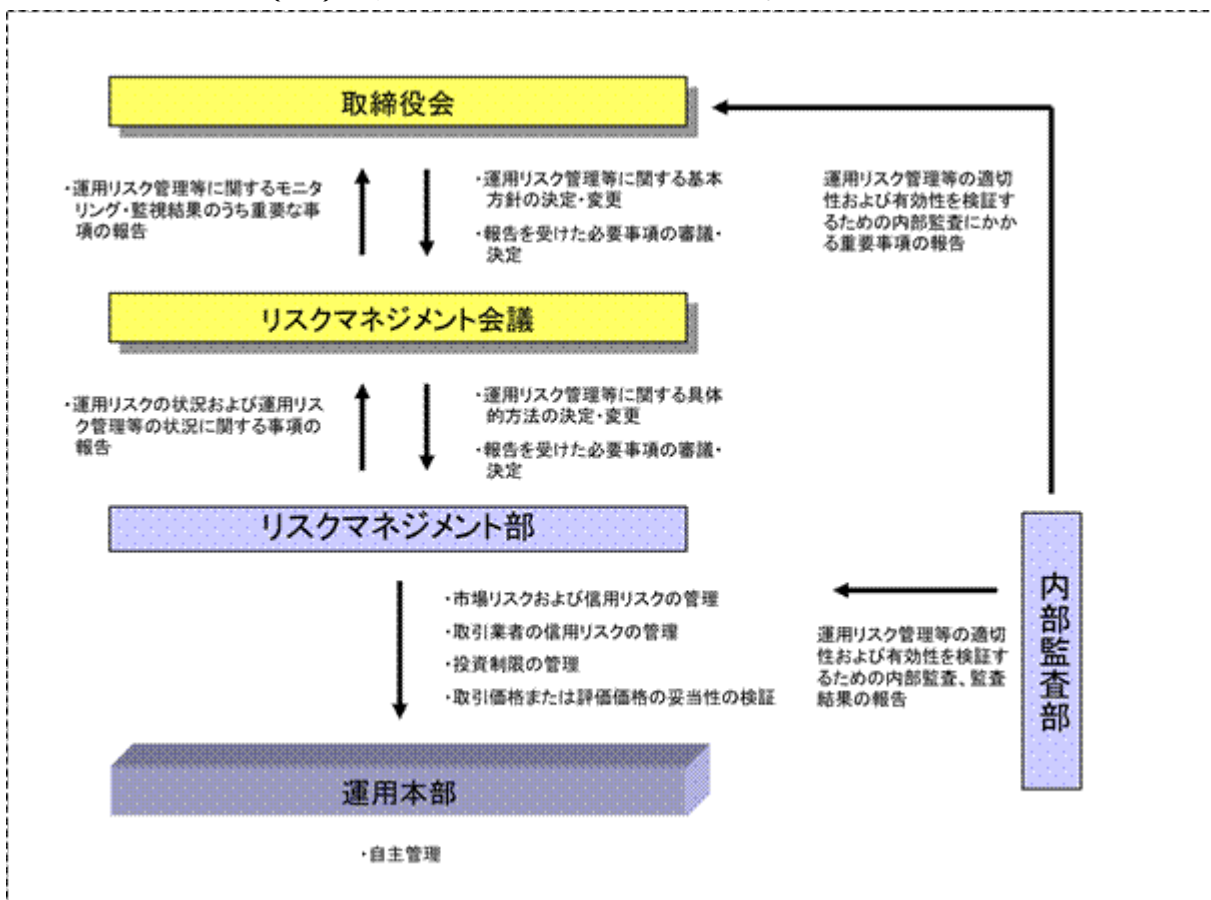 取締役会
・運用リスク管理等に関するモニタ
リング・監視結果のうち重要な事
項の報告
・運用リスク管理等に関する基本
方針の決定・変更
・報告を受けた必要事項の審議・
決定
運用リスク管理等の適切
性および有効性を検証す
るための内部監査にかか
る重要事項の報告
リスクマネジメント会議
・運用リスクの状況および運用リス
ク管理等の状況に関する事項の
報告
・運用リスク管理等に関する具体
的方法の決定・変更
・報告を受けた必要事項の審議・
決定
リスクマネジメント部
・市場リスクおよび信用リスクの管理
・取引業者の信用リスクの管理
・投資制限の管理
・取引価格または評価価格の妥当性の検証
運用リスク管理等の適切
性および有効性を検証す
るための内部監査、監査
結果の報告
内部監査部
運用本部
・自主管理